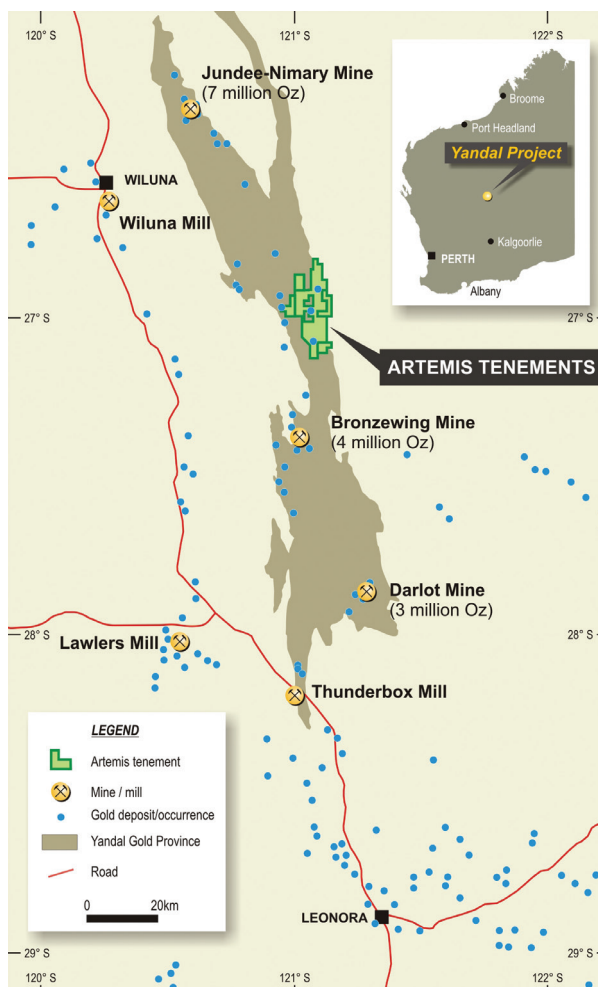 120° S
121° S
122° S
Jundee-Nimary Mine
(7 million Oz)
Broome
Port Headland
Yandal Project
Kalgoorlie
PERTH
Albany
WILUNA
Wiluna Mill
27° S
27° S
ARTEMIS TENEMENTS
Bronzewing Mine
(4 million Oz)
Darlot Mine
(3 million Oz)
28° S
28° S
Lawlers Mill
Thunderbox Mill
LEGEND
Artemis tenement
Mine / mill
Gold deposit/occurrence
Yandal Gold Province
Road
0
20km
LEONORA
29° S
29° S
120° S
121° S
122° S